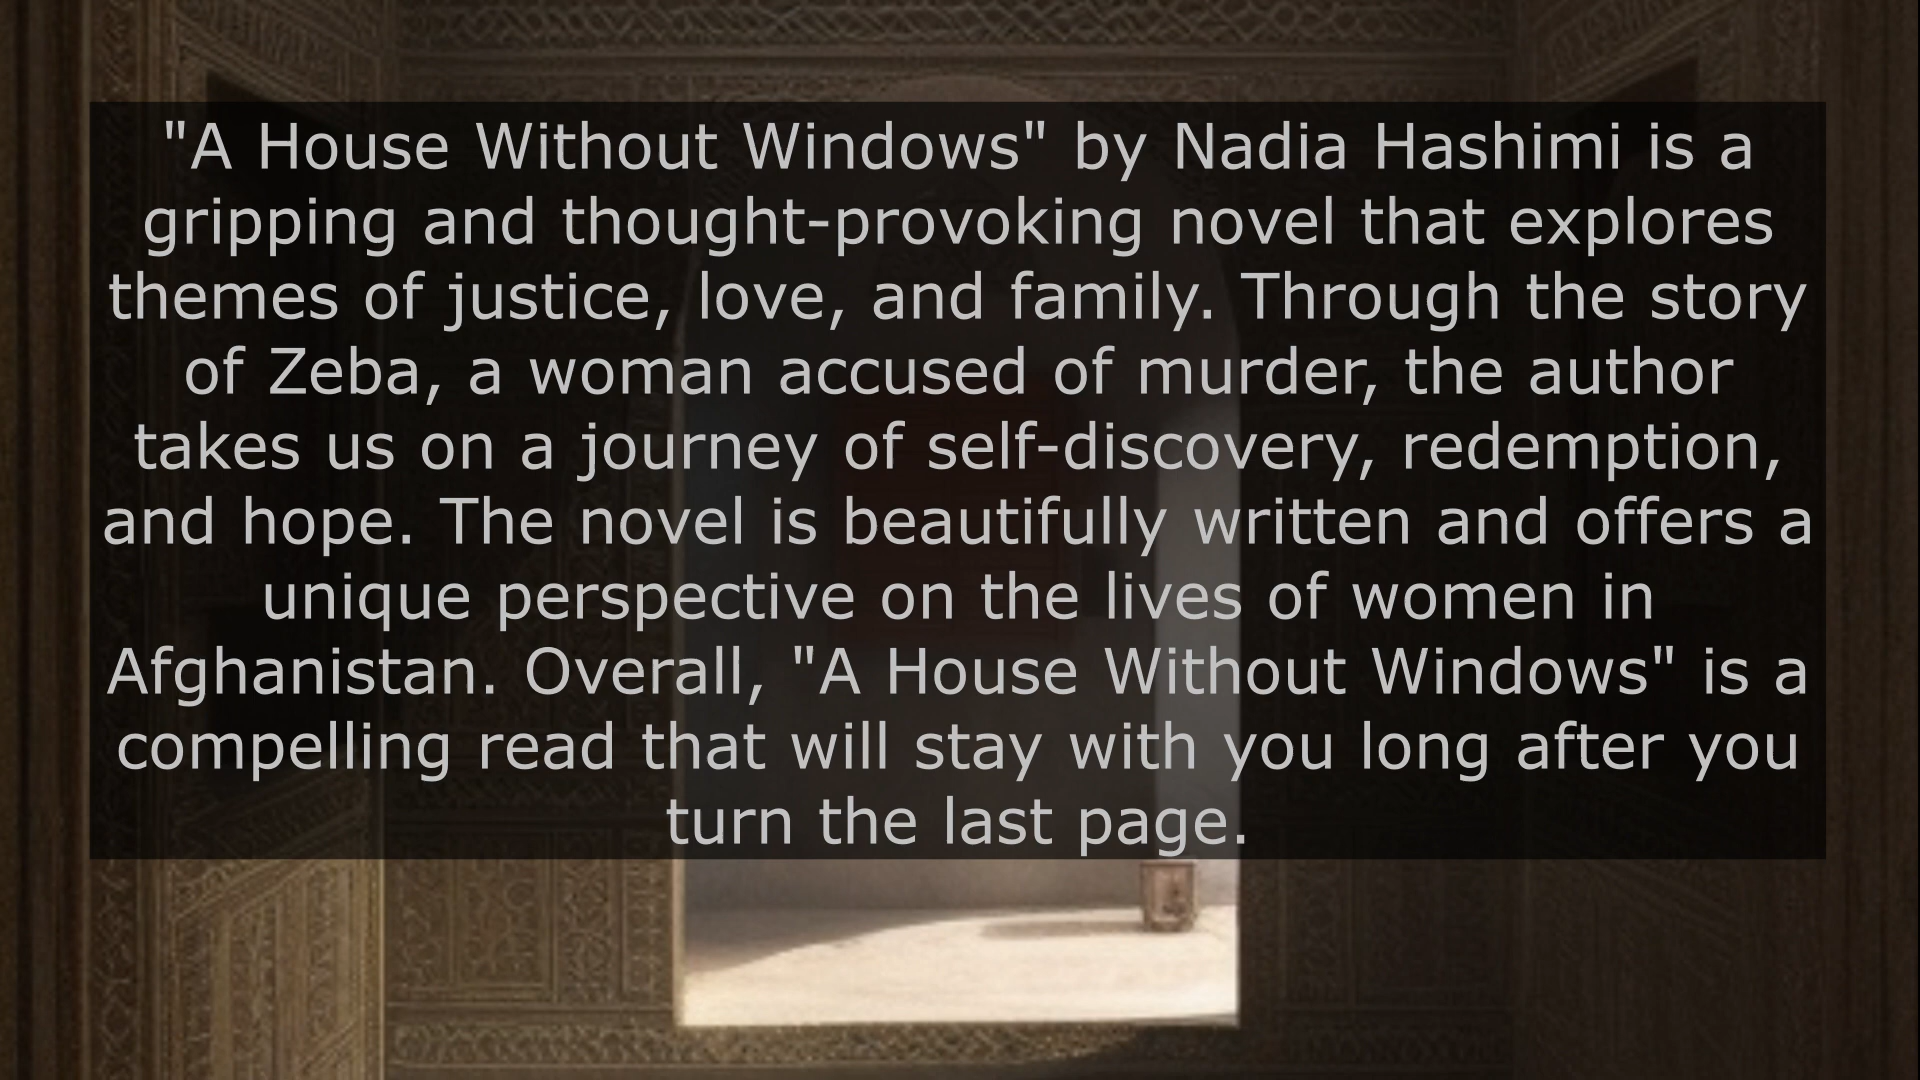 "A House Without Windows" by Nadia Hashimi is a
gripping and thought-provoking novel that explores
themes of justice, love, and family. Through the story
of Zeba, a woman accused of murder, the author
takes us on a journey of self-discovery, redemption,
and hope. The novel is beautifully written and offers a
unique perspective on the lives of women in
Afghanistan. Overall, "A House Without Windows" is a
compelling read that will stay with you long after you
turn the last page.